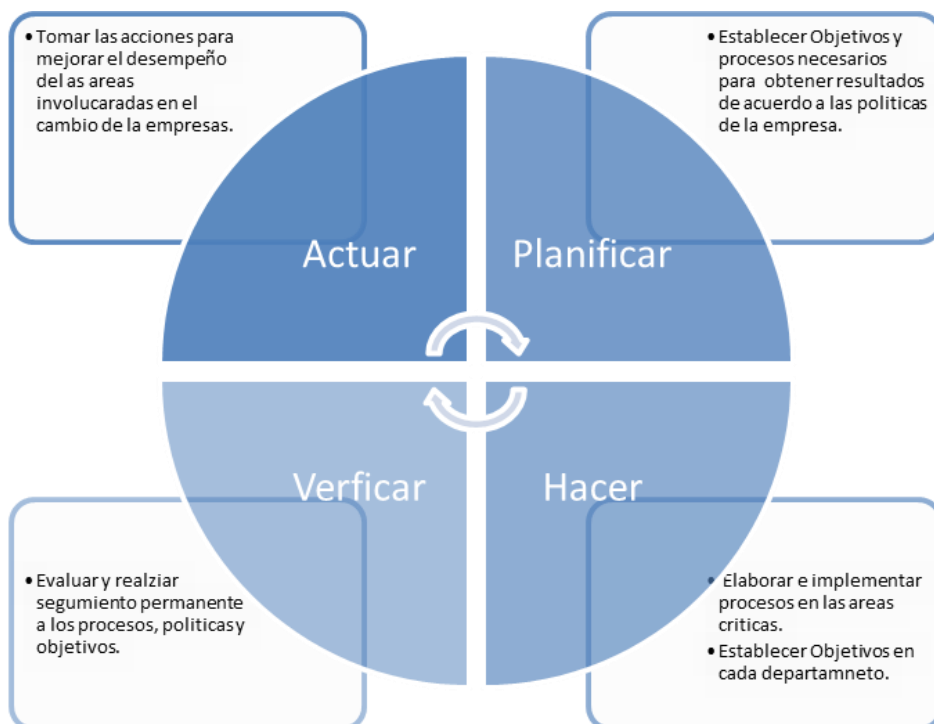 • Tomar las acciones para
mejorar el desempeño
del as areas
involucaradas en el
cambio de la empresas.
• Establecer Objetivos y
procesos necesarios
para obtener resultados
de acuerdo a las politicas
de la empresa.
Actuar
Planificar
Verficar
Hacer
• Evaluar y realziar
segumiento permanente
a los procesos, politicas y
objetivos.
• Elaborar e implementar
procesos en las areas
criticas.
• Establecer Objetivos en
cada departamneto.